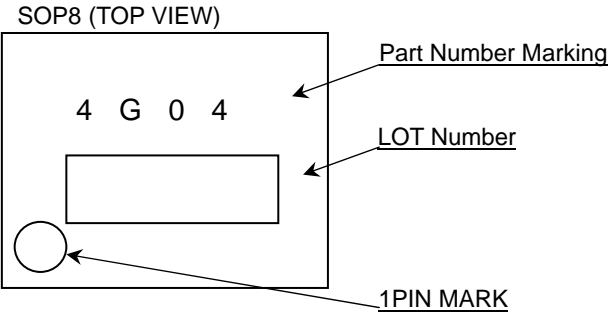 SOP8 (TOP VIEW)
Part Number Marking
4 G 0 4
LOT Number
1PIN MARK